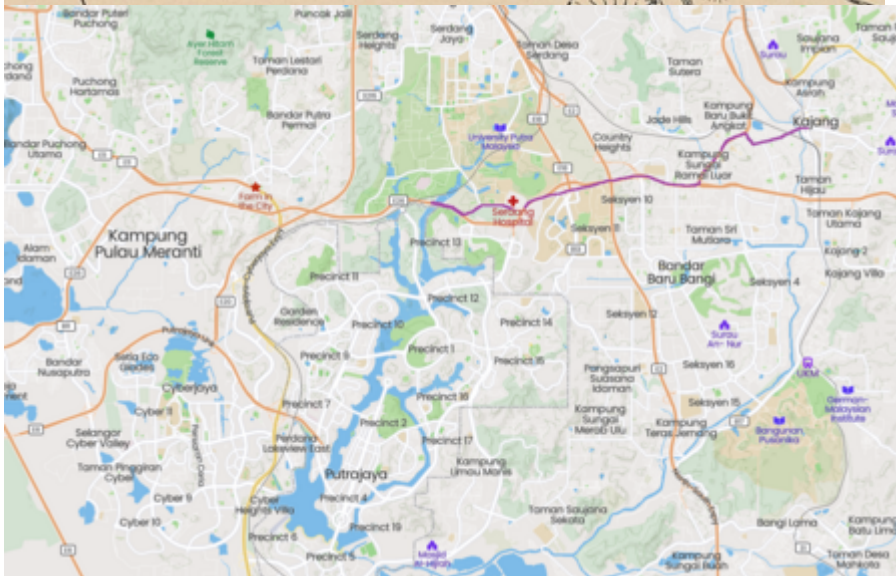 Bandar Puteri
Puchong
Puncak Jalil
Serdang
Heights
Serdang
Jaya
Taman Desa
Serdang
Surau
Saujana
Impian
Ayer Hitam
Forest
Reserve
Taman Lestari
Perdana
Taman
Sutera
Kampung
Asrah
Puchong
Hartamas
Bandar Putra
Permai
University Putra
Malaysia
Jade Hills
Kampung
Baru Bukit
Angkat
Kajang
Country
Heights
Bandar Puchong
Utama
Kampung
Sungai
Ramal Luar
Taman
Hijau
Farm in
the City
Serdang
Hospital
Seksyen 10
Seksyen 11
Taman Kajang
Utama
Kampung
Pulau Meranti
Precinct 13
Taman Sri
Mutiara
Alam
Idaman
Kajang 2
Precinct 11
Bandar
Baru Bangi
Seksyen 4
Kajang Villa
Garden
Residence
Precinct 12
Precinct 10
Precinct 14
Seksyen 12
Surau
An- Nur
Bandar
Nusaputra
Setia Eco
Glades
Precinct 9
Precinct 1
Precinct 15
Seksyen 16
UKM
Cyberjaya
Pangsapuri
Suasana
Idaman
Cyber 11
Precinct 7
Precinct 16
Seksyen 15
German-
Malaysian
Institute
Selangor
Cyber Valley
Precinct 2
Kampung
Sungai
Merab Ulu
Kampung
Teras Jernang
Bangunan
Pusanika
Perdana
Lakeview East
Precinct 17
Taman Pinggiran
Cyber
Putrajaya
Kampung
Limau Manis
Cyber 9
Cyber
Heights Villa
Precinct 4
Cyber 10
Taman Saujana
Sekata
Bangi Lama
Kampung
Batu
Precinct 6
Precinct 19
Precinct 5
Masjid
Al-Hijah
Kampung
Sungai Buah
Taman Desa